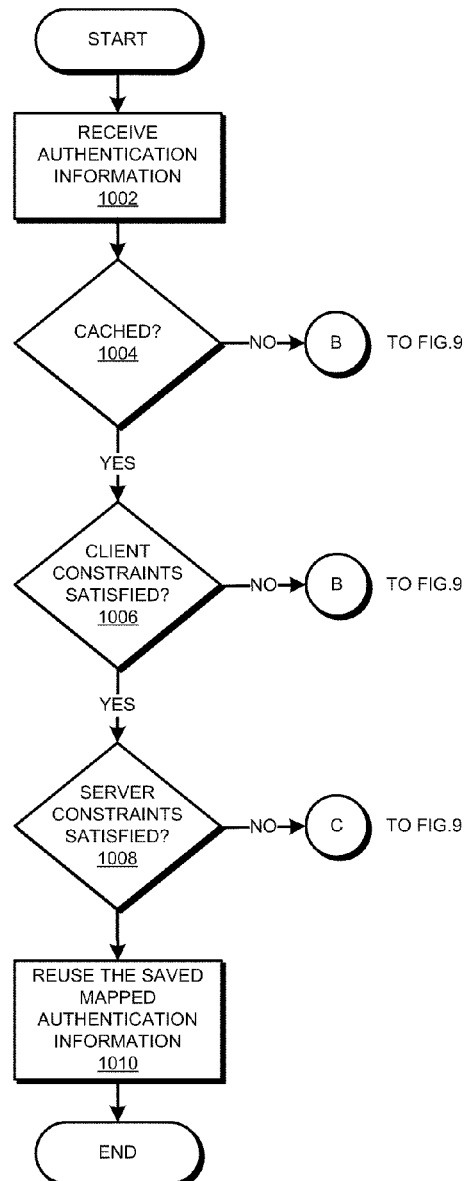 START
RECEIVE
AUTHENTICATION
INFORMATION
1002
CACHED?
1004
NO
B
TO FIG.9
YES
CLIENT
CONSTRAINTS
SATISFIED?
1006
NO
B
TO FIG.9
YES
SERVER
CONSTRAINTS
SATISFIED?
1008
NO
C
TO FIG.9
REUSE THE SAVED
MAPPED
AUTHENTICATION
INFORMATION
1010
END